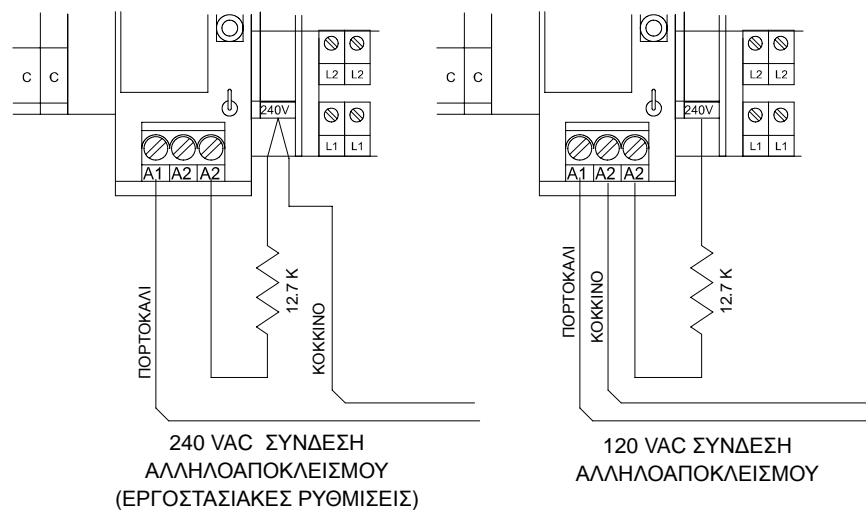 C C
240V
L2 L2
L1 L1
A1 A2 A2
ΠΟΡΤΟΚΑΛΙ
12.7 K
ΚΟΚΚΙΝΟ
240 VAC ΣΥΝΔΕΣΗ
ΑΛΛΗΛΟΑΠΟΚΛΕΙΣΜΟΥ
(ΕΡΓΟΣΤΑΣΙΑΚΕΣ ΡΥΘΜΙΣΕΙΣ)
C C
240V
L2 L2
L1 L1
A1 A2 A2
ΠΟΡΤΟΚΑΛΙ
ΚΟΚΚΙΝΟ
12.7 K
120 VAC ΣΥΝΔΕΣΗ
ΑΛΛΗΛΟΑΠΟΚΛΕΙΣΜΟΥ